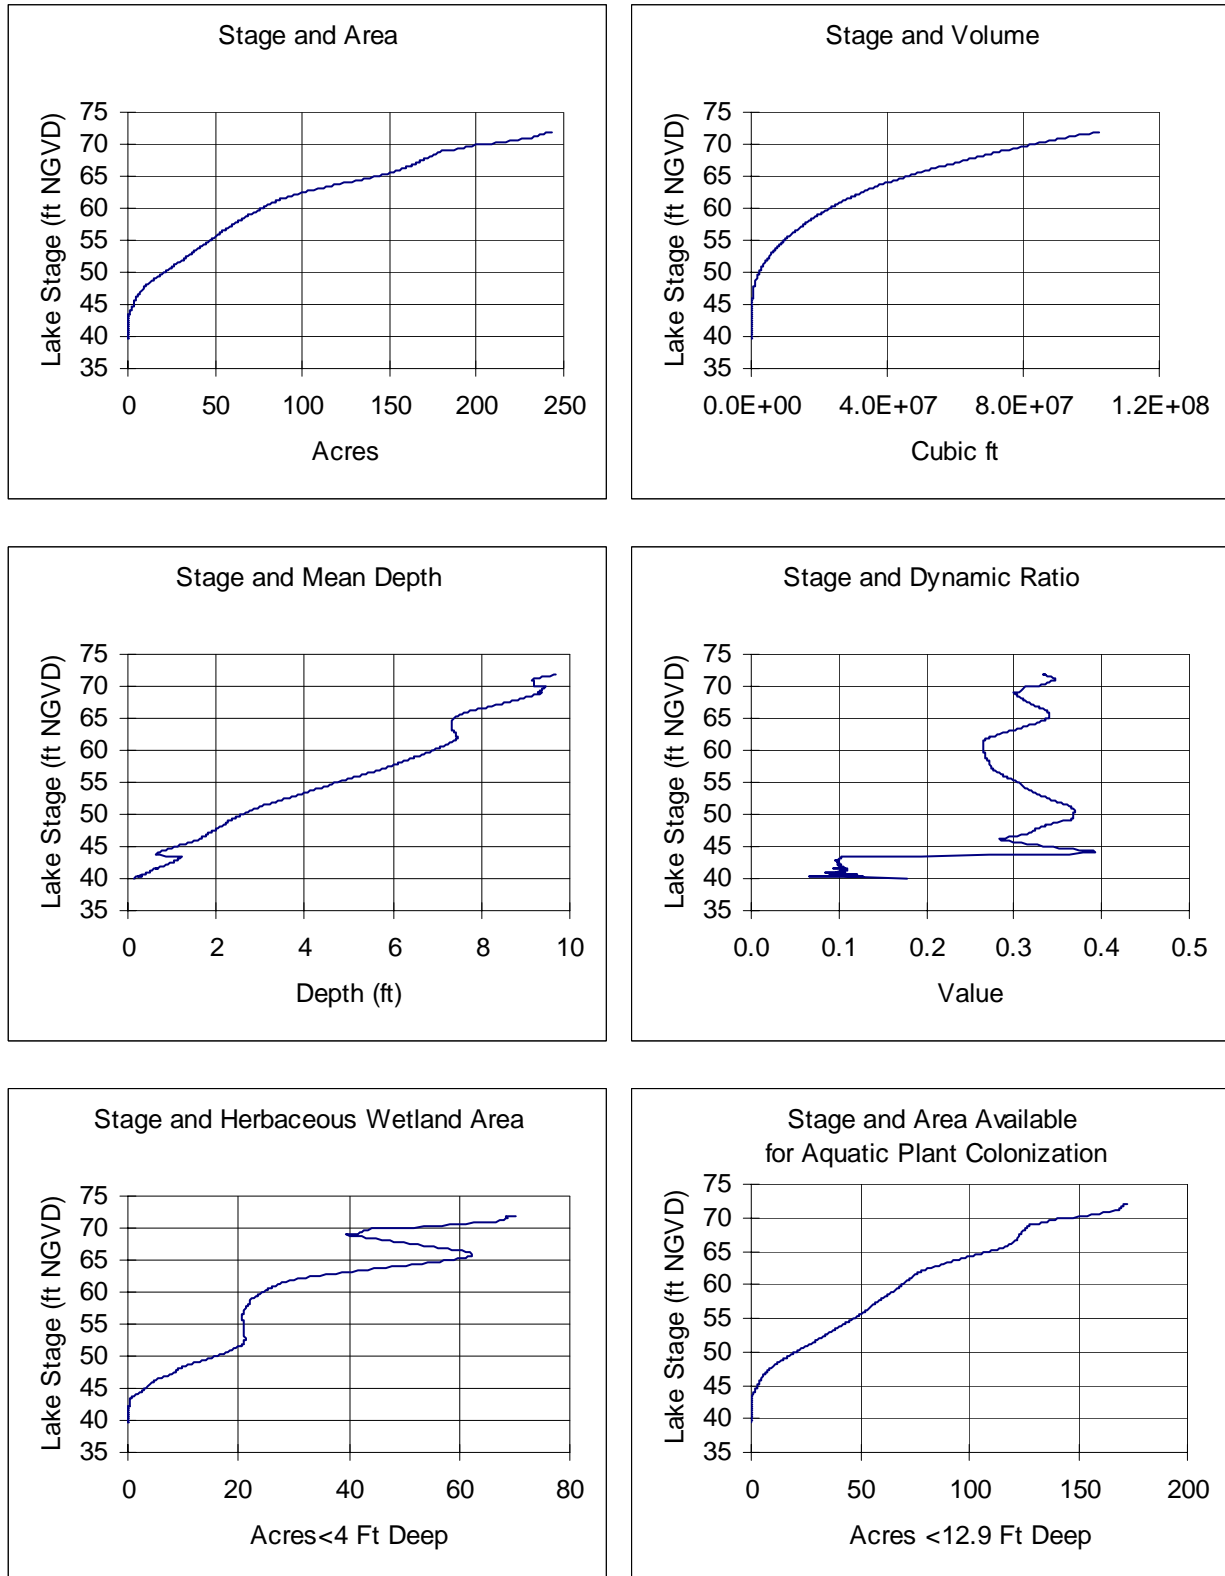 Stage and Area
Lake Stage (ft NGVD)
75
70
65
60
55
50
45
40
35
0 50 100 150 200 250
Acres
Stage and Volume
Lake Stage (ft NGVD)
75
70
65
60
55
50
45
40
35
0.0E+00 4.0E+07 8.0E+07 1.2E+08
Cubic ft
Stage and Mean Depth
Lake Stage (ft NGVD)
75
70
65
60
55
50
45
40
35
0 2 4 6 8 10
Depth (ft)
Stage and Dynamic Ratio
Lake Stage (ft NGVD)
75
70
65
60
55
50
45
40
35
0.0 0.1 0.2 0.3 0.4 0.5
Value
Stage and Herbaceous Wetland Area
Lake Stage (ft NGVD)
75
70
65
60
55
50
45
40
35
0 20 40 60 80
Acres<4 Ft Deep
Stage and Area Available
for Aquatic Plant Colonization
Lake Stage (ft NGVD)
75
70
65
60
55
50
45
40
35
0 50 100 150 200
Acres <12.9 Ft Deep